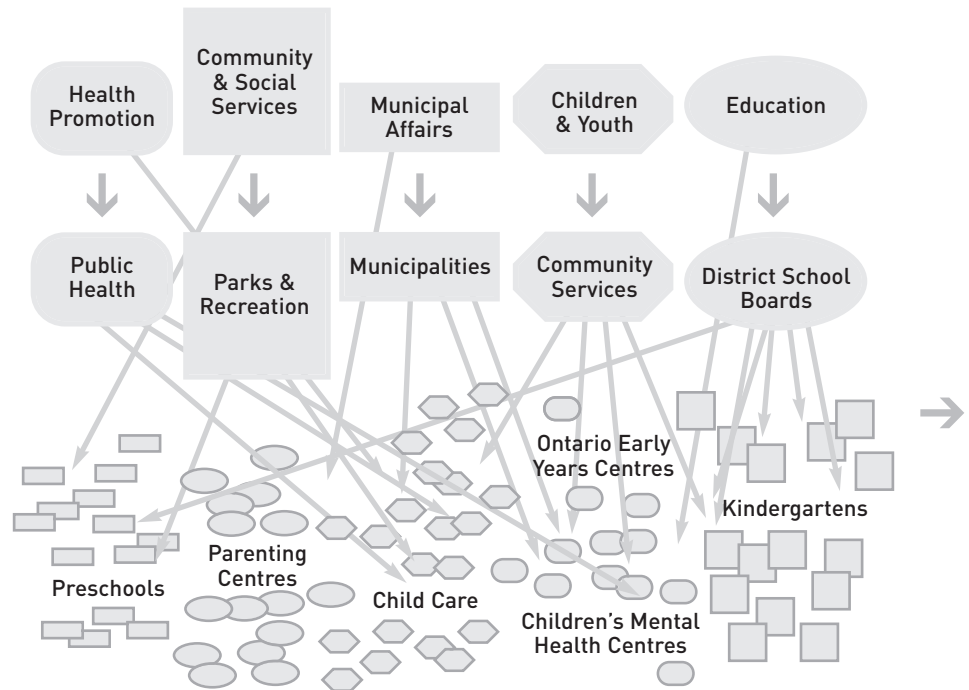 Health
Promotion
Community
& Social
Services
Municipal
Affairs
Children
& Youth
Education
Public
Health
Parks &
Recreation
Municipalities
Community
Services
District School
Boards
Ontario Early
Years Centres
Kindergartens
Preschools
Parenting
Centres
Child Care
Children’s Mental
Health Centres